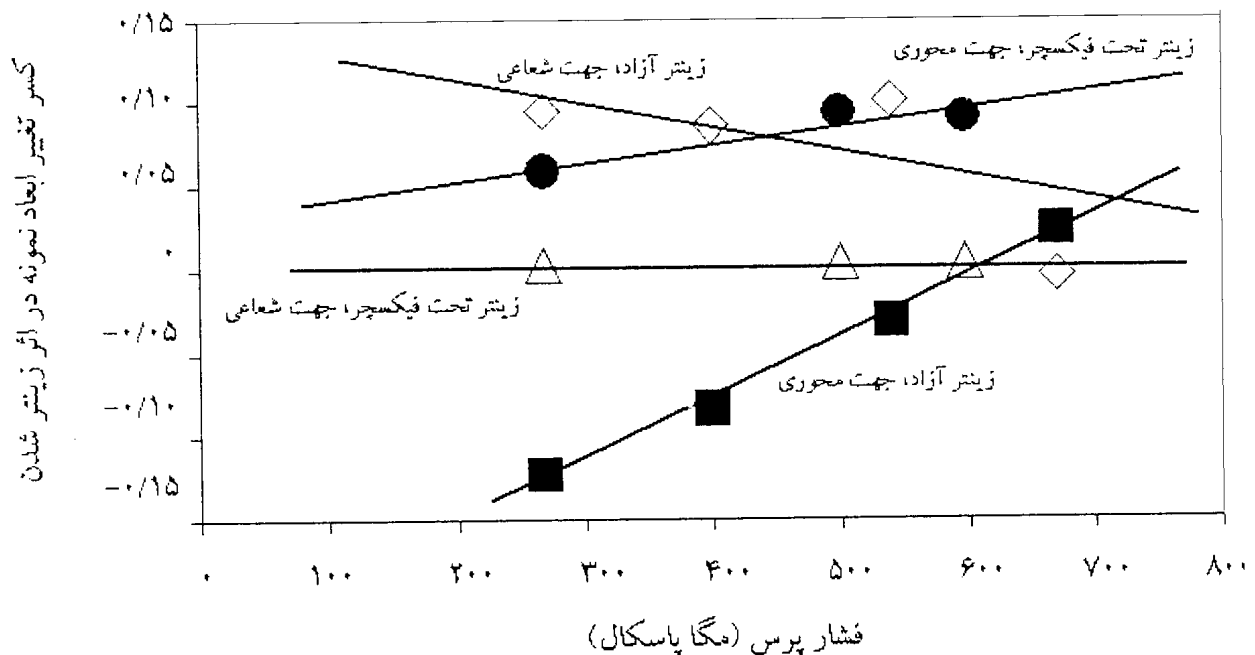 کسر تغییر ابعاد نمونه در اثر زینتر شدن
۰/۱۵
۰/۱۰
۰/۰۵
۰
-۰/۰۵
-۰/۱۰
-۰/۱۵
زینتر تحت فیکسچر، جهت محوری
زینتر آزاد، جهت شعاعی
زینتر تحت فیکسچر، جهت شعاعی
زینتر آزاد، جهت محوری
۰ ۱۰۰ ۲۰۰ ۳۰۰ ۴۰۰ ۵۰۰ ۶۰۰ ۷۰۰ ۸۰۰
فشار پرس (مگا پاسکال)